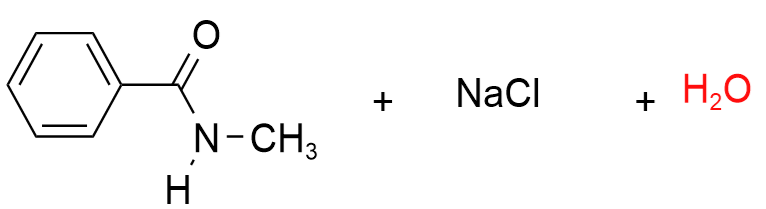 O
N
CH₃
H
+
NaCl
+
H₂O